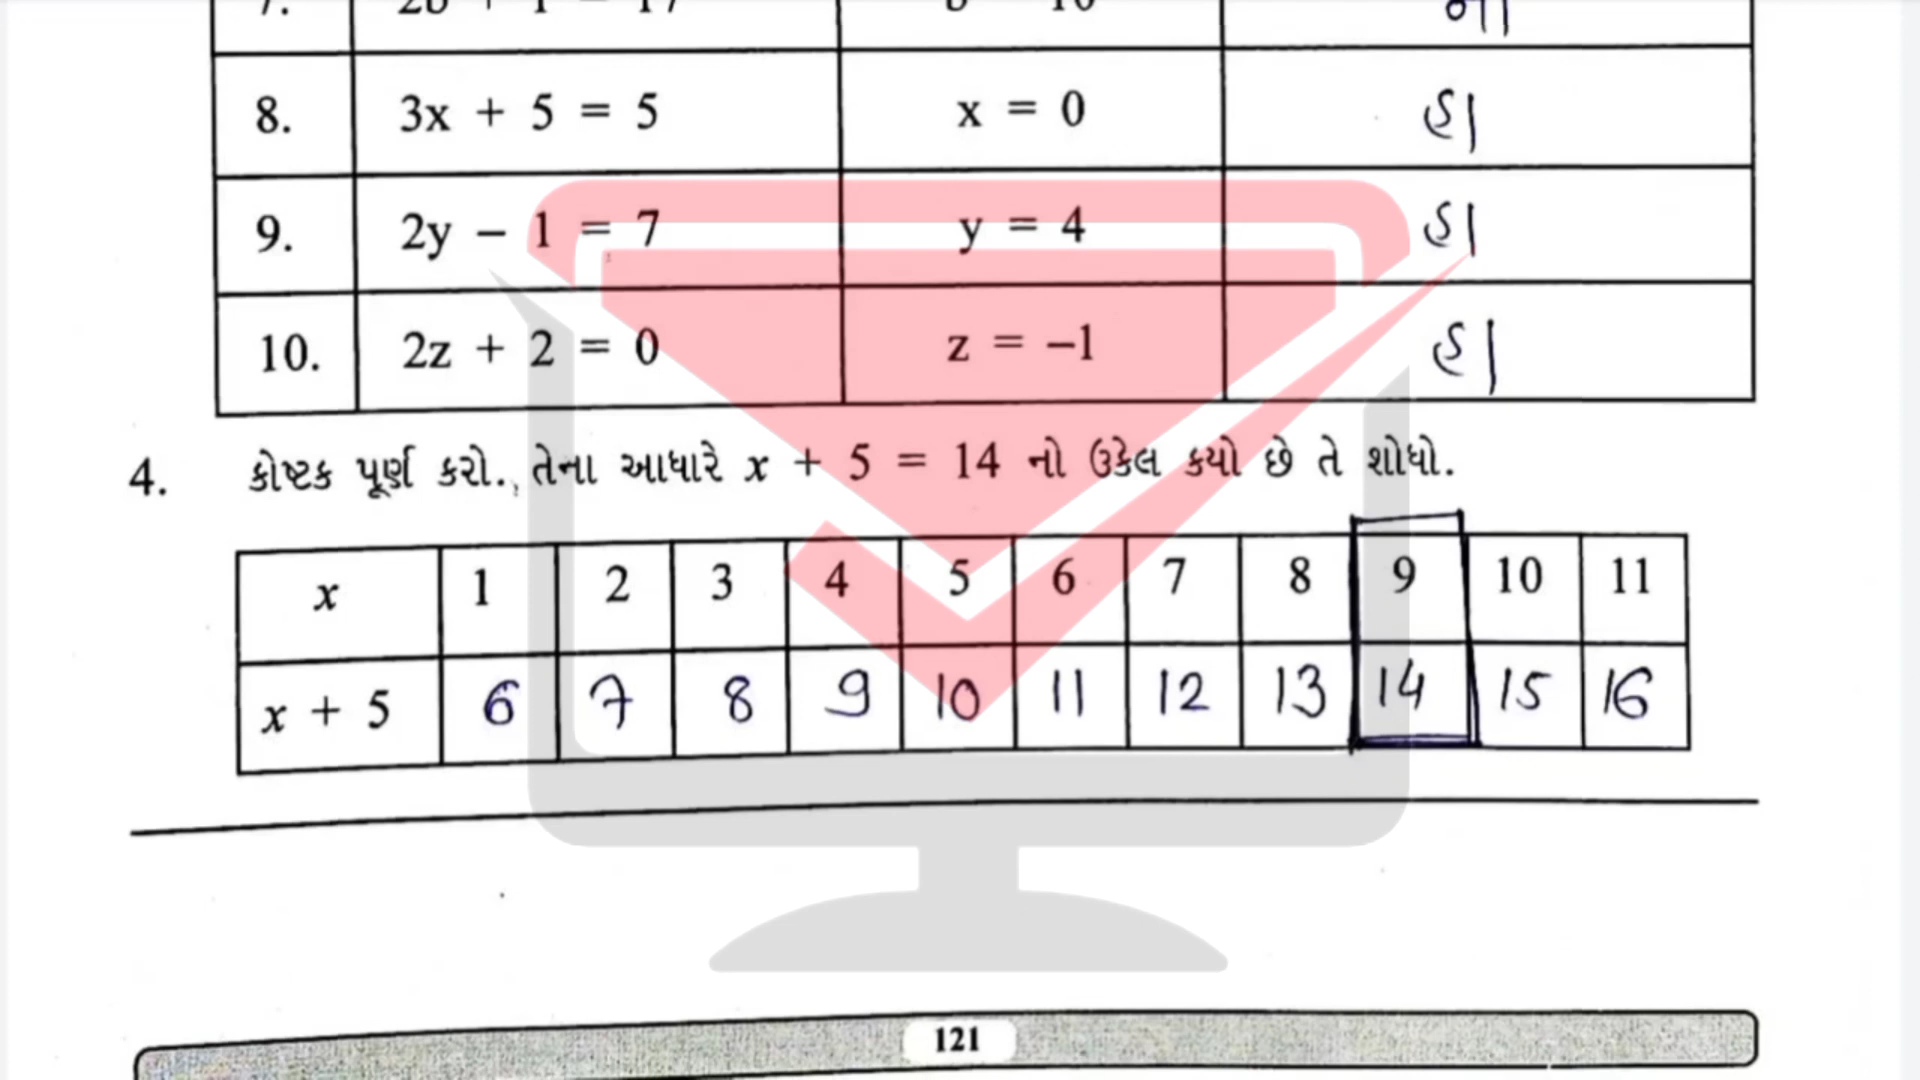 8. 3x + 5 = 5 x = 0 હા
9. 2y − 1 = 7 y = 4 હા
10. 2z + 2 = 0 z = −1 હા
4. કોષ્ટક પૂર્ણ કરો. તેના આધારે x + 5 = 14 નો ઉકેલ કયો છે તે શોધો.
x 1 2 3 4 5 6 7 8 9 10 11
x + 5 6 7 8 9 10 11 12 13 14 15 16
121